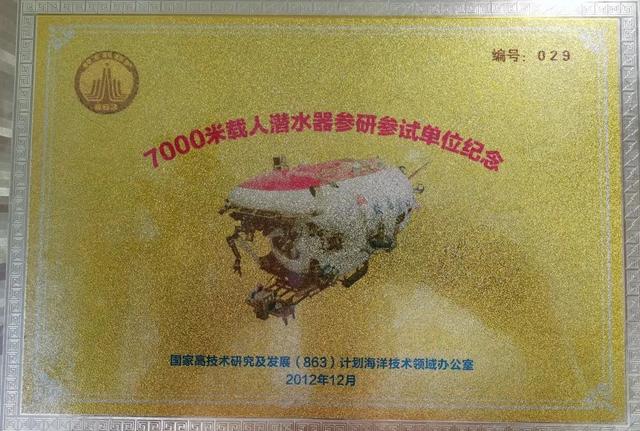 编号：029
863
7000米载人潜水器参研参试单位纪念
国家高技术研究及发展（863）计划海洋技术领域办公室
2012年12月